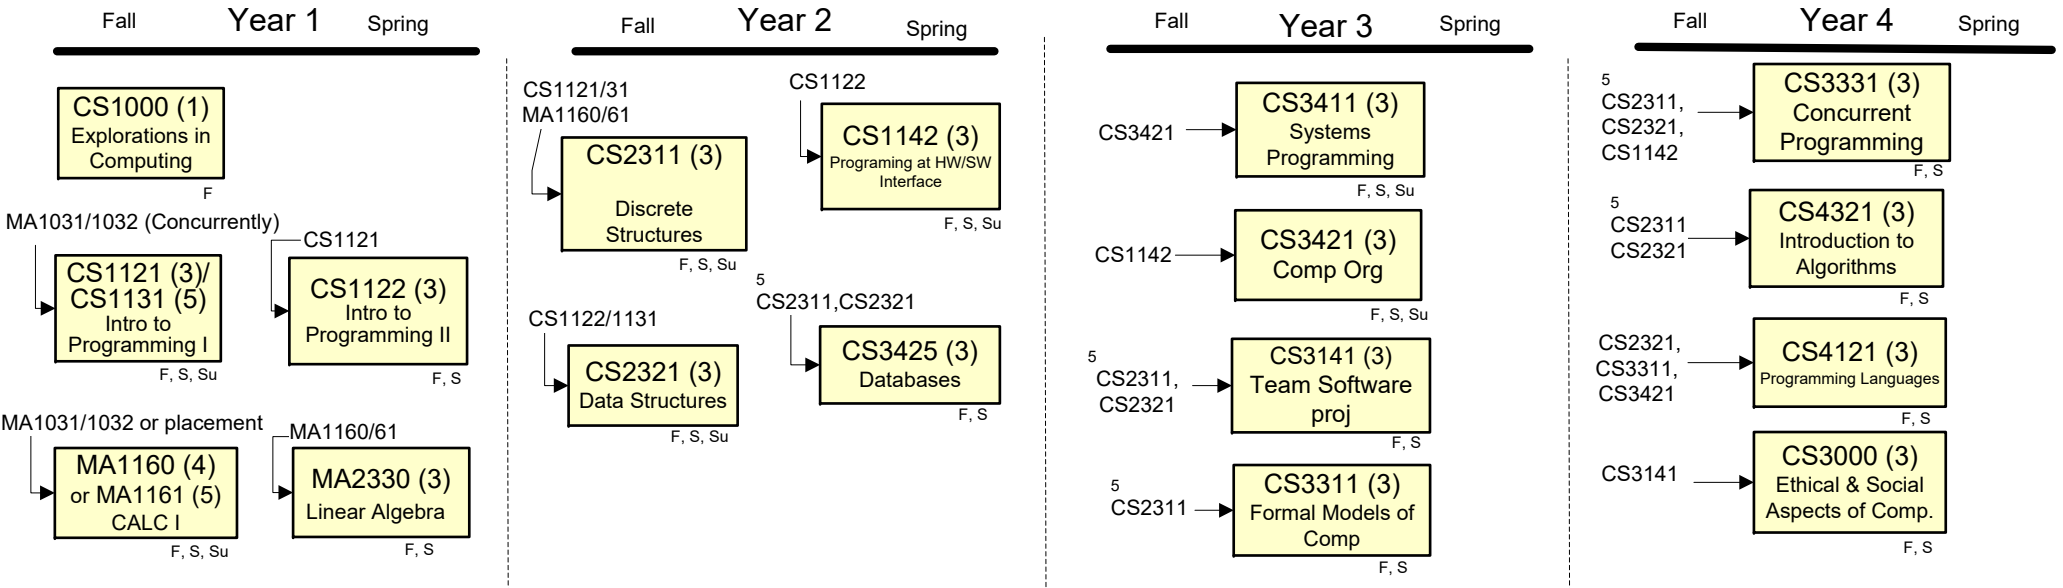 Fall
Year 1
Spring
CS1000 (1)
Explorations in
Computing
F
MA1031/1032 (Concurrently)
CS1121 (3)/
CS1131 (5)
Intro to
Programming I
F, S, Su
CS1121
CS1122 (3)
Intro to
Programming II
F, S
MA1031/1032 or placement
MA1160 (4)
or MA1161 (5)
CALC I
F, S, Su
MA1160/61
MA2330 (3)
Linear Algebra
F, S
Fall
Year 2
Spring
CS1121/31
MA1160/61
CS2311 (3)
Discrete
Structures
F, S, Su
CS1122
CS1142 (3)
Programing at HW/SW
Interface
F, S, Su
CS1122/1131
CS2321 (3)
Data Structures
F, S, Su
5
CS2311,CS2321
CS3425 (3)
Databases
F, S
Fall
Year 3
Spring
CS3421
CS3411 (3)
Systems
Programming
F, S, Su
CS1142
CS3421 (3)
Comp Org
F, S, Su
5
CS2311,
CS2321
CS3141 (3)
Team Software
proj
F, S
5
CS2311
CS3311 (3)
Formal Models of
Comp
F, S
Fall
Year 4
Spring
5
CS2311,
CS2321,
CS1142
CS3331 (3)
Concurrent
Programming
F, S
5
CS2311
CS2321
CS4321 (3)
Introduction to
Algorithms
F, S
CS2321,
CS3311,
CS3421
CS4121 (3)
Programming Languages
F, S
CS3141
CS3000 (3)
Ethical & Social
Aspects of Comp.
F, S